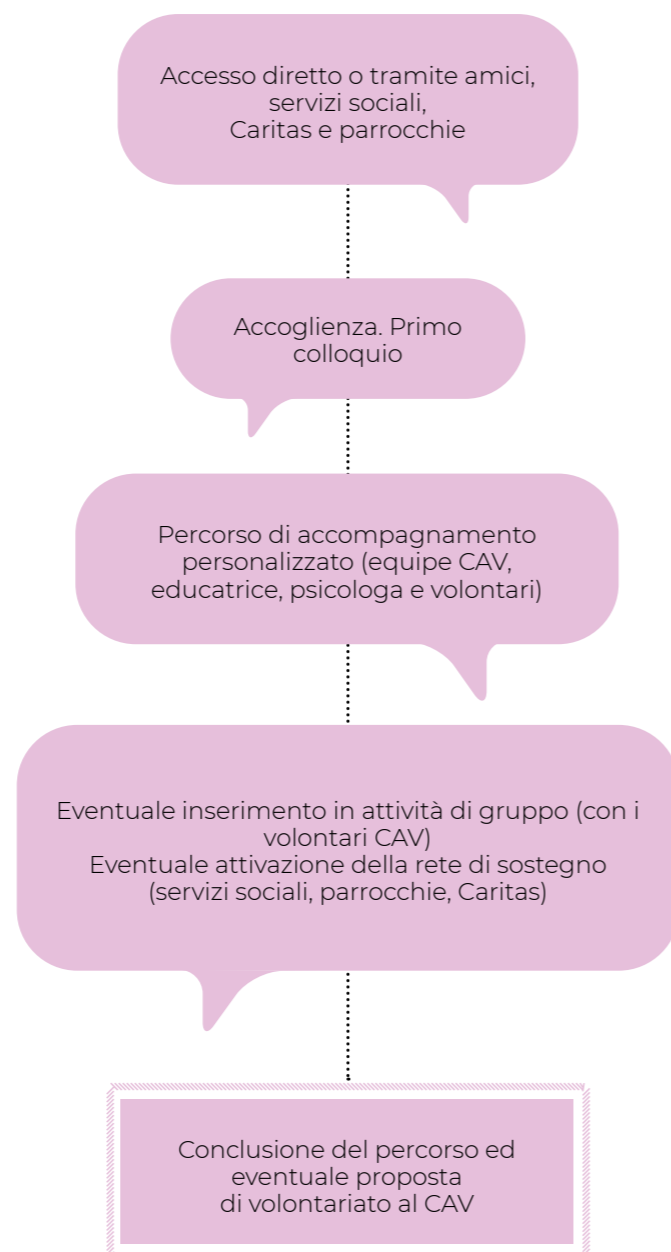 Accesso diretto o tramite amici,
servizi sociali,
Caritas e parrocchie
Accoglienza. Primo
colloquio
Percorso di accompagnamento
personalizzato (equipe CAV,
educatrice, psicologa e volontari)
Eventuale inserimento in attività di gruppo (con i
volontari CAV)
Eventuale attivazione della rete di sostegno
(servizi sociali, parrocchie, Caritas)
Conclusione del percorso ed
eventuale proposta
di volontariato al CAV